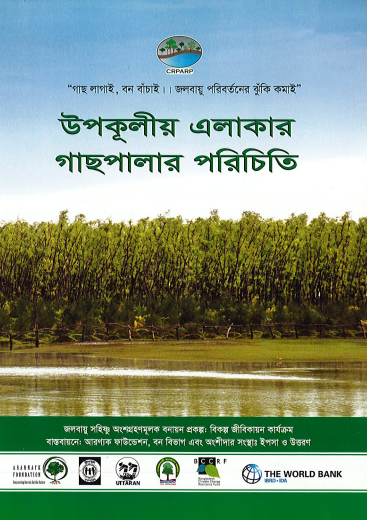 CRPARP
“গাছ লাগাই, বন বাঁচাই।। জলবায়ু পরিবর্তনের ঝুঁকি কমাই”
উপকূলীয় এলাকার
গাছপালার পরিচিতি
জলবায়ু সহিষ্ণু অংশগ্রহণমূলক বনায়ন প্রকল্প: বিকল্প জীবিকায়ন কার্যক্রম
বাস্তবায়নে: আরণ্যক ফাউন্ডেশন, বন বিভাগ এবং অংশীদার সংস্থাঃ ইপসা ও উত্তরণ
ARANNAYK
FOUNDATION
UTTARAN
BCCRF
THE WORLD BANK
IBRD • IDA